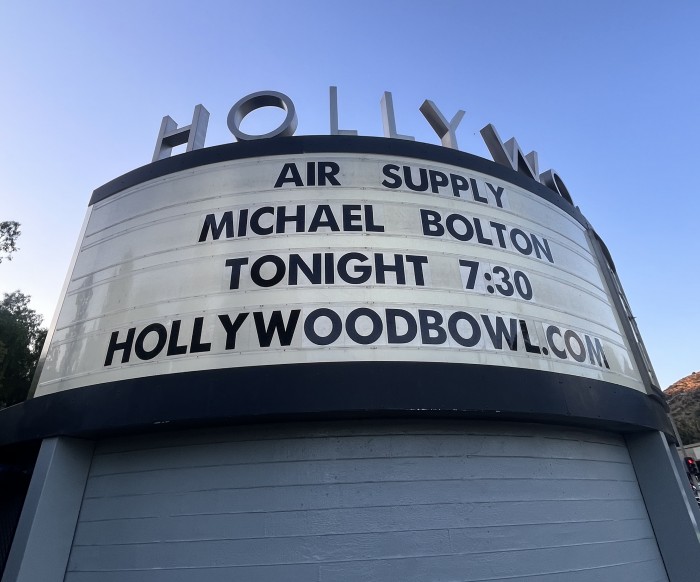 HOLLYWO
AIR SUPPLY
MICHAEL BOLTON
TONIGHT 7:30
HOLLYWOODBOWL.COM